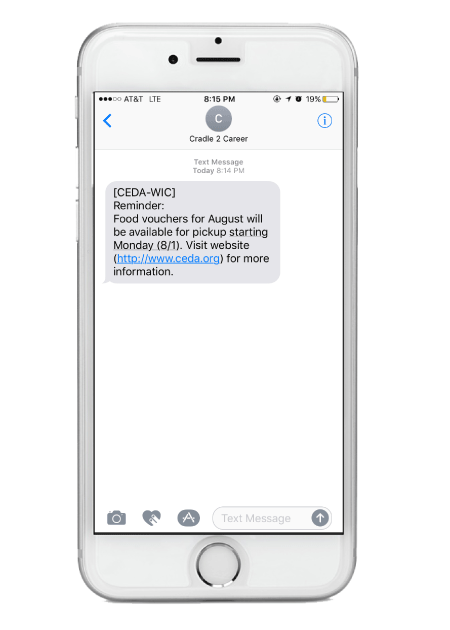 AT&T LTE 8:15 PM 19%
C
Cradle 2 Career
Text Message
Today 8:14 PM
[CEDA-WIC]
Reminder:
Food vouchers for August will
be available for pickup starting
Monday (8/1). Visit website
(http://www.ceda.org) for more
information.
Text Message